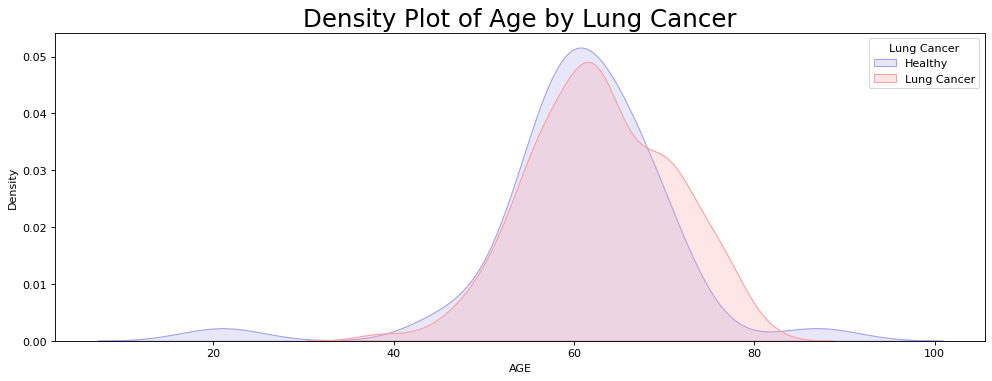 Density Plot of Age by Lung Cancer
Lung Cancer
Healthy
Lung Cancer
0.05
0.04
0.03
0.02
0.01
0.00
Density
20 40 60 80 100
AGE